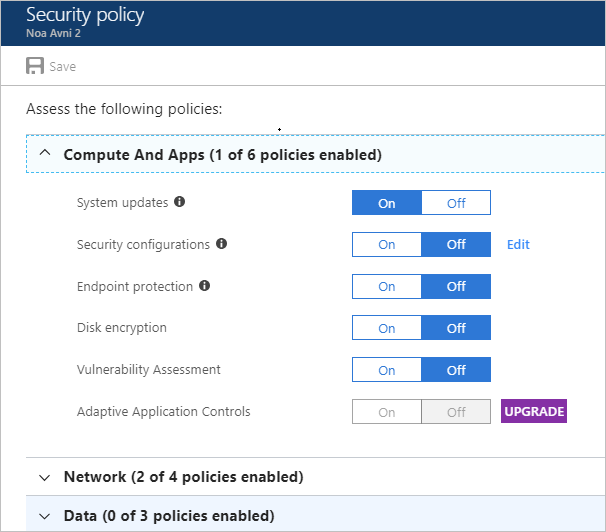 Security policy
Noa Avni 2
Save
Assess the following policies:
Compute And Apps (1 of 6 policies enabled)
System updates On Off
Security configurations On Off Edit
Endpoint protection On Off
Disk encryption On Off
Vulnerability Assessment On Off
Adaptive Application Controls On Off UPGRADE
Network (2 of 4 policies enabled)
Data (0 of 3 policies enabled)